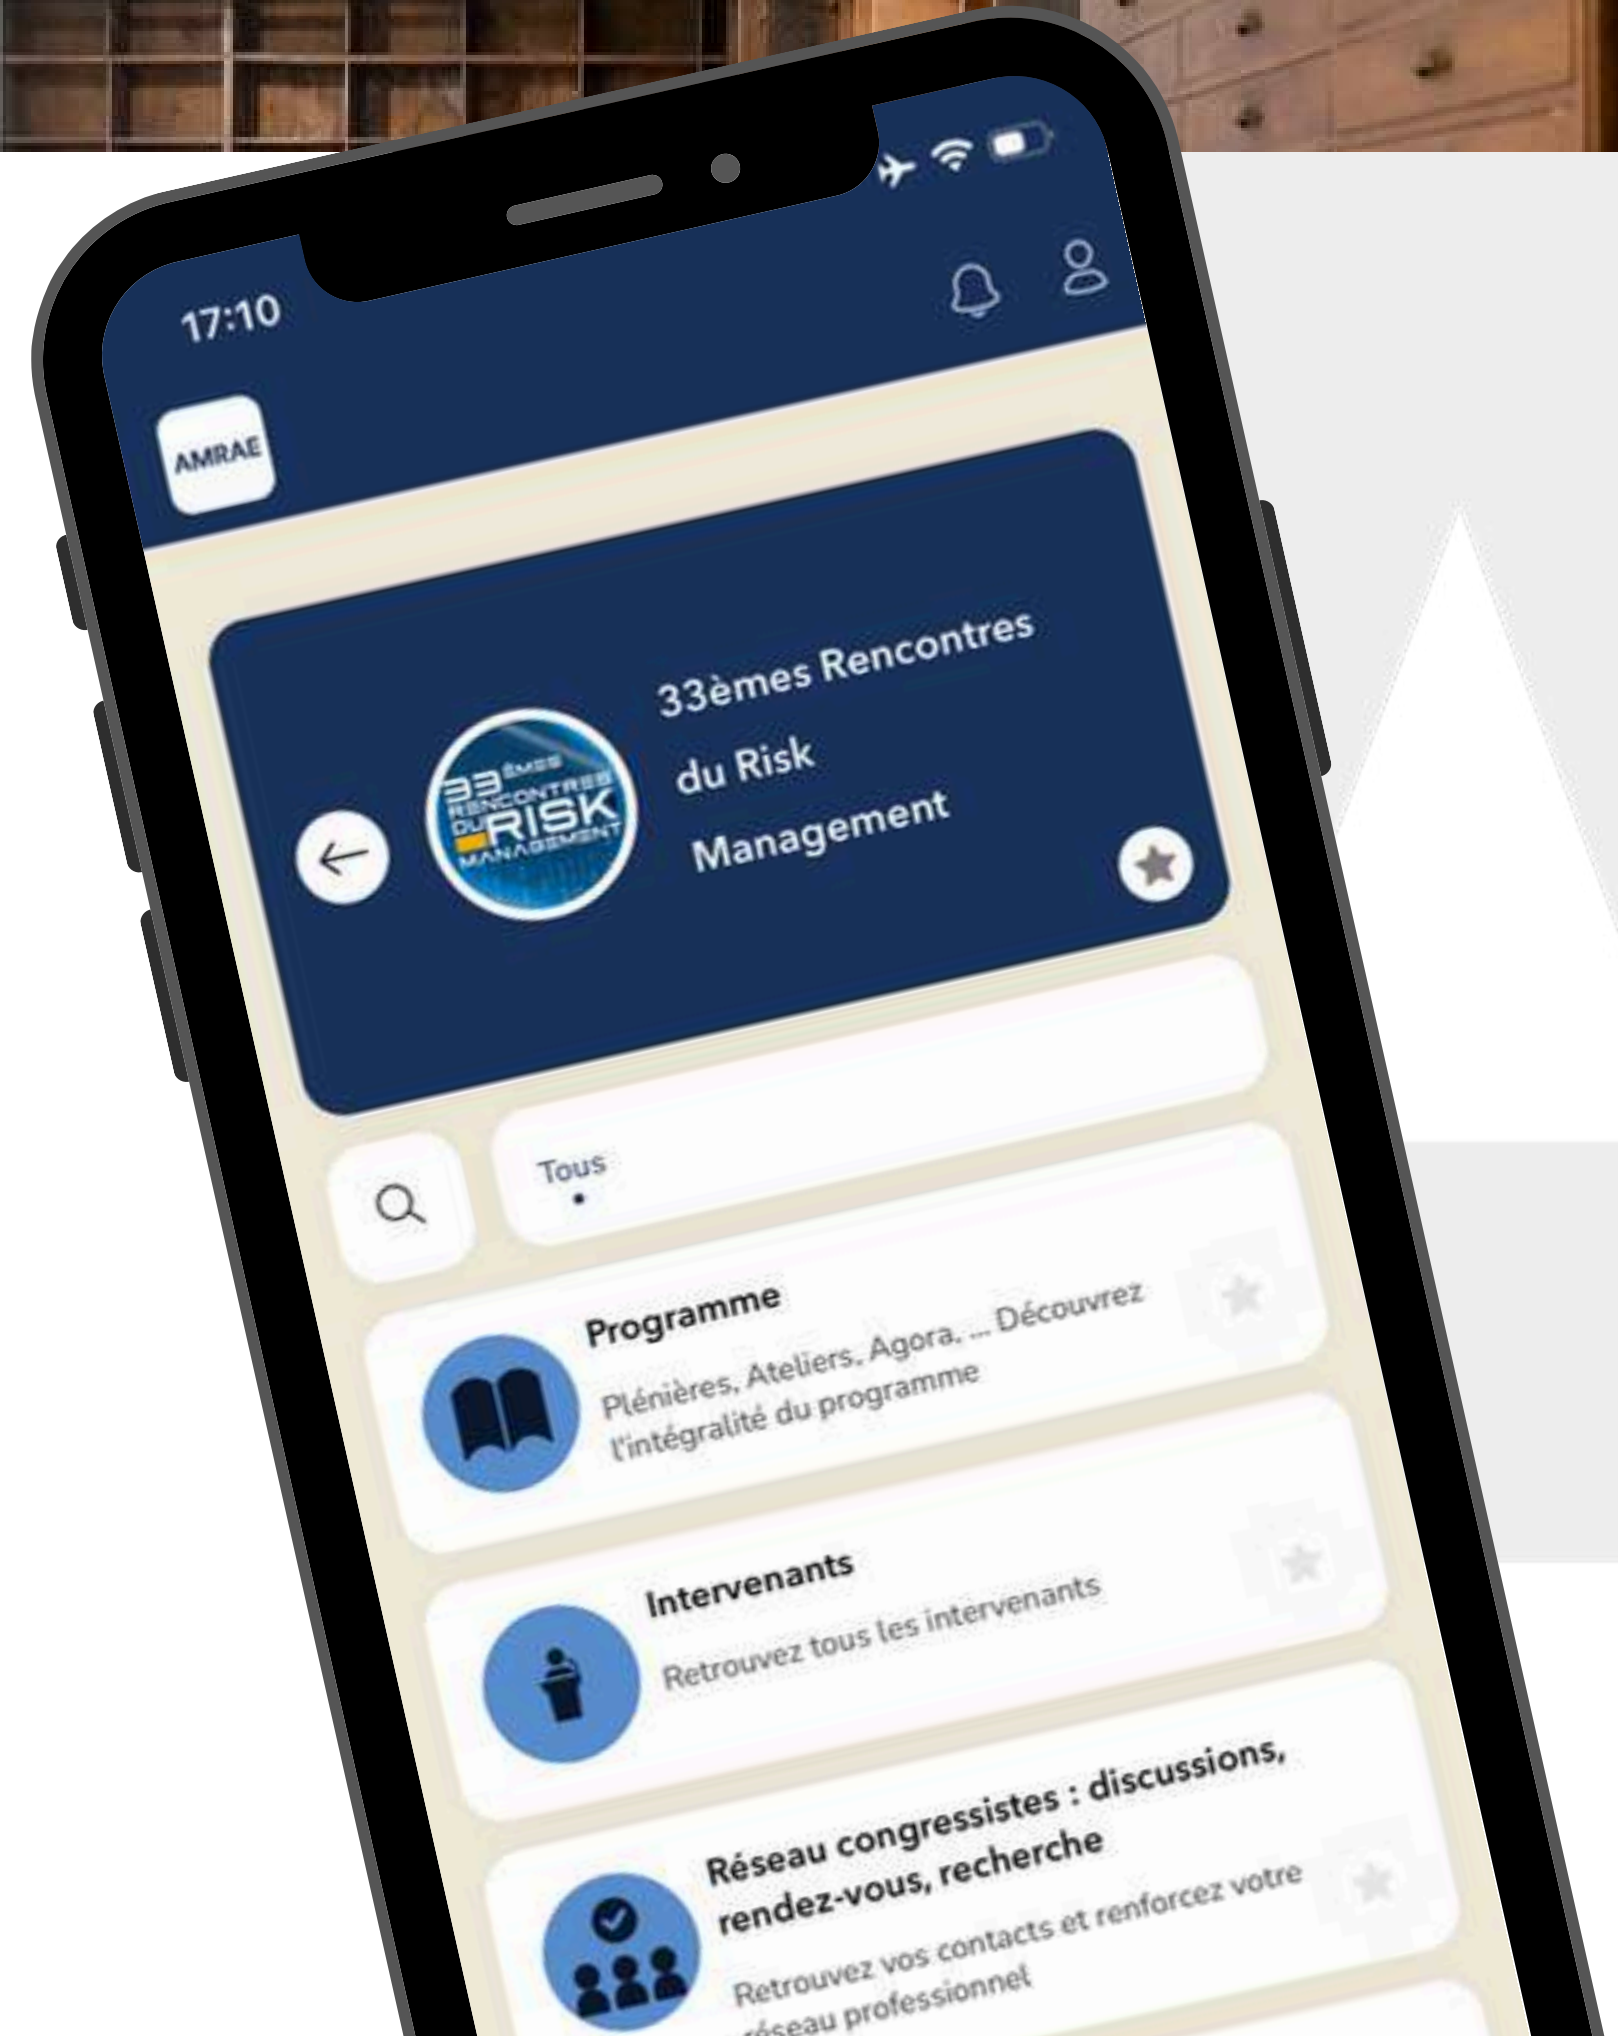 17:10
AMRAE
33 ÈMES
RENCONTRES
DU RISK
MANAGEMENT
33èmes Rencontres
du Risk
Management
Tous
Programme
Plénières, Ateliers, Agora, ... Découvrez
l'intégralité du programme
Intervenants
Retrouvez tous les intervenants
Réseau congressistes : discussions,
rendez-vous, recherche
Retrouvez vos contacts et renforcez votre
réseau professionnel